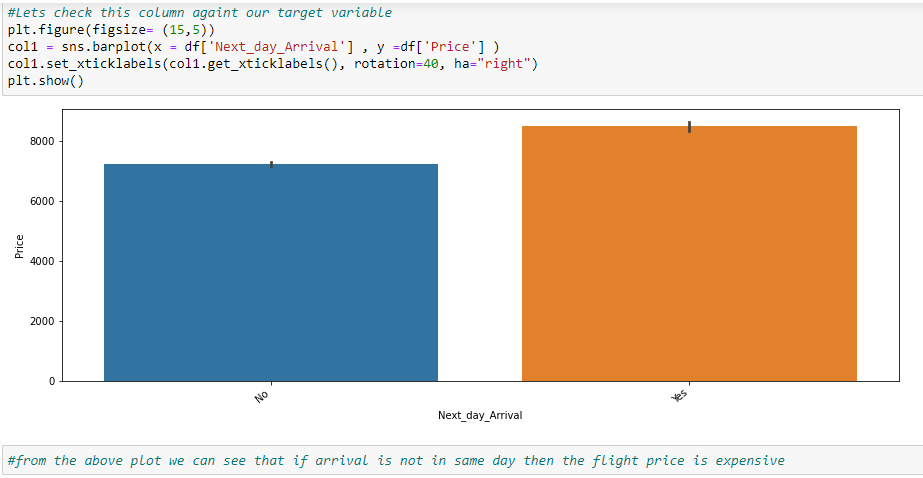 #Lets check this column againt our target variable
plt.figure(figsize= (15,5))
col1 = sns.barplot(x = df['Next_day_Arrival'] , y =df['Price'] )
col1.set_xticklabels(col1.get_xticklabels(), rotation=40, ha="right")
plt.show()
8000
6000
4000
2000
0
Price
No
Yes
Next_day_Arrival
#from the above plot we can see that if arrival is not in same day then the flight price is expensive